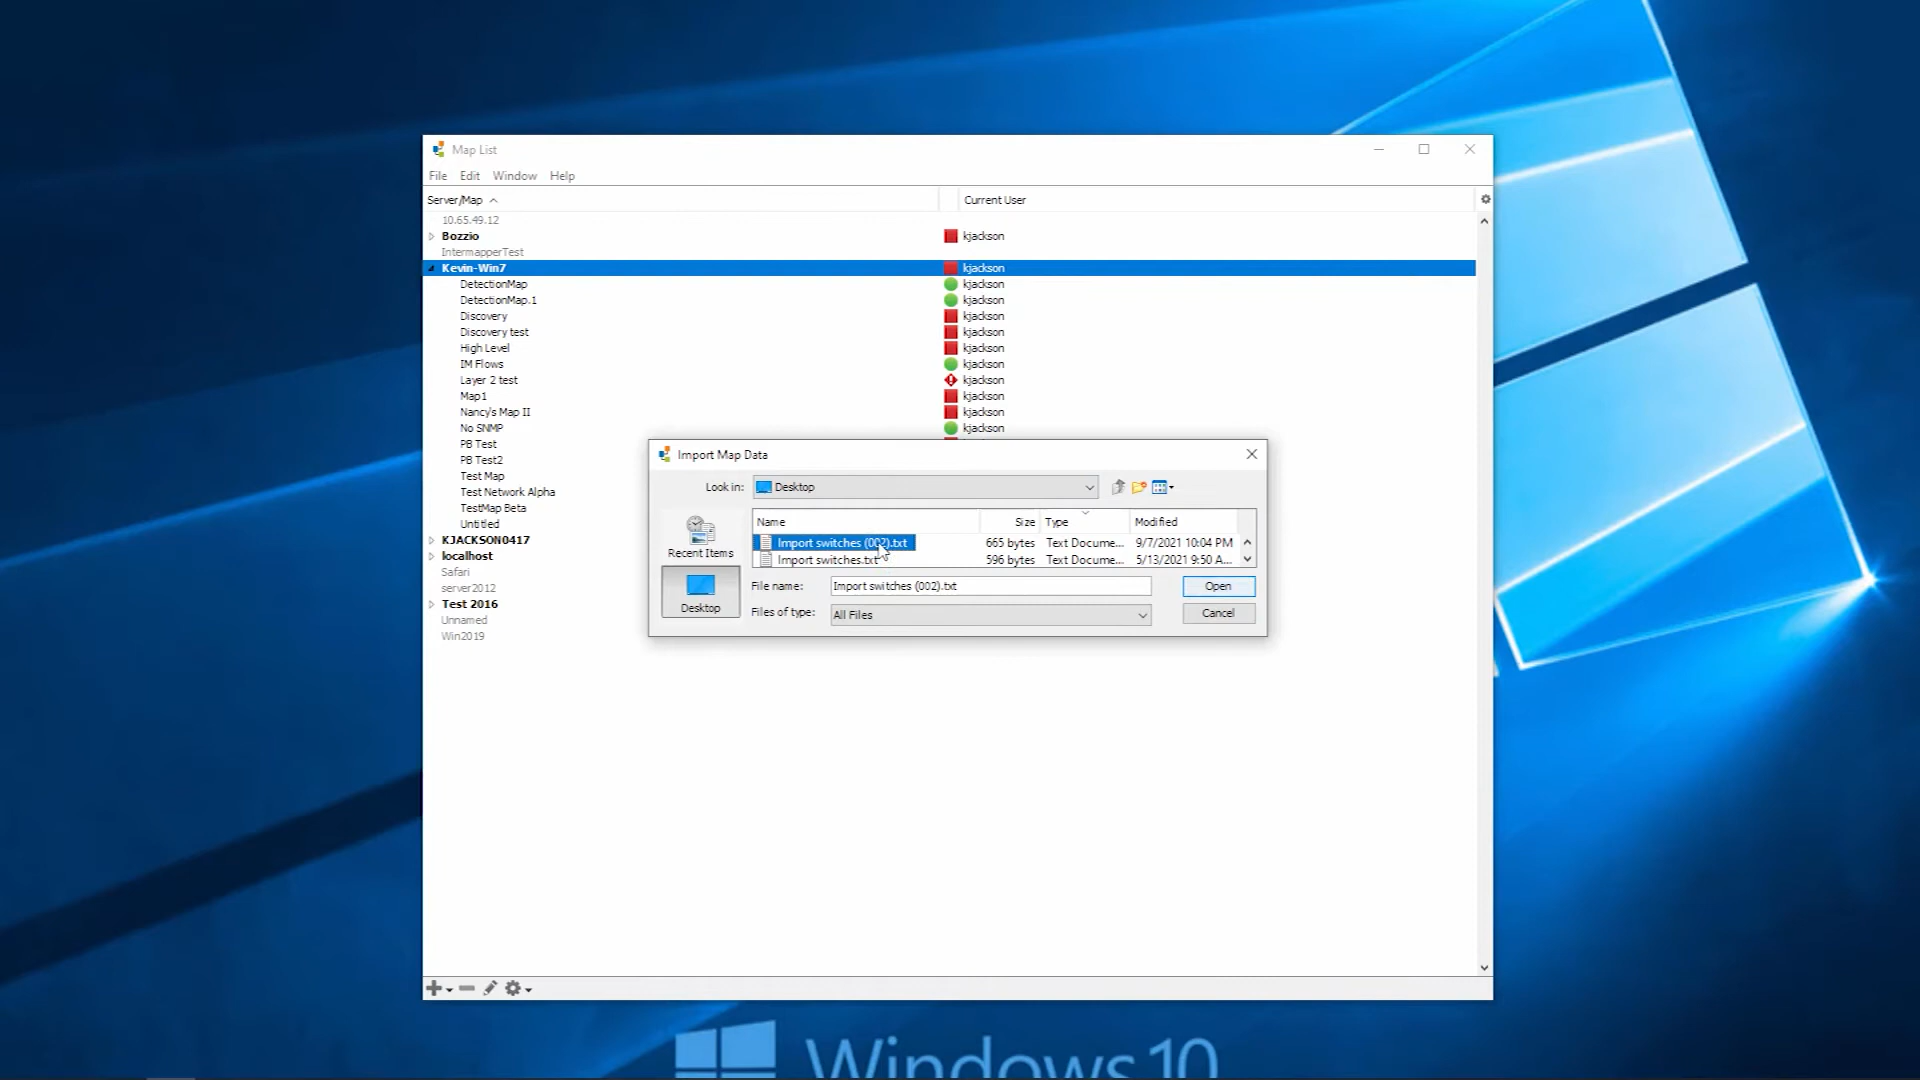 Map List
File Edit Window Help
Server/Map Current User
10.65.49.12
Bozzio kjackson
IntermapperTest
Kevin-Win7 kjackson
DetectionMap kjackson
DetectionMap.1 kjackson
Discovery kjackson
Discovery test kjackson
High Level kjackson
IM Flows kjackson
Layer 2 test kjackson
Map1 kjackson
Nancy's Map II kjackson
No SNMP kjackson
PB Test
PB Test2
Test Map
Test Network Alpha
TestMap Beta
Untitled
KJACKSON0417
localhost
Safari
server2012
Test 2016
Unnamed
Win2019
Import Map Data
Look in: Desktop
Recent Items
Desktop
Name Size Type Modified
Import switches (002).txt 665 bytes Text Docume... 9/7/2021 10:04 PM
Import switches.txt 596 bytes Text Docume... 5/13/2021 9:50 A...
File name: Import switches (002).txt Open
Files of type: All Files Cancel
Windows 10